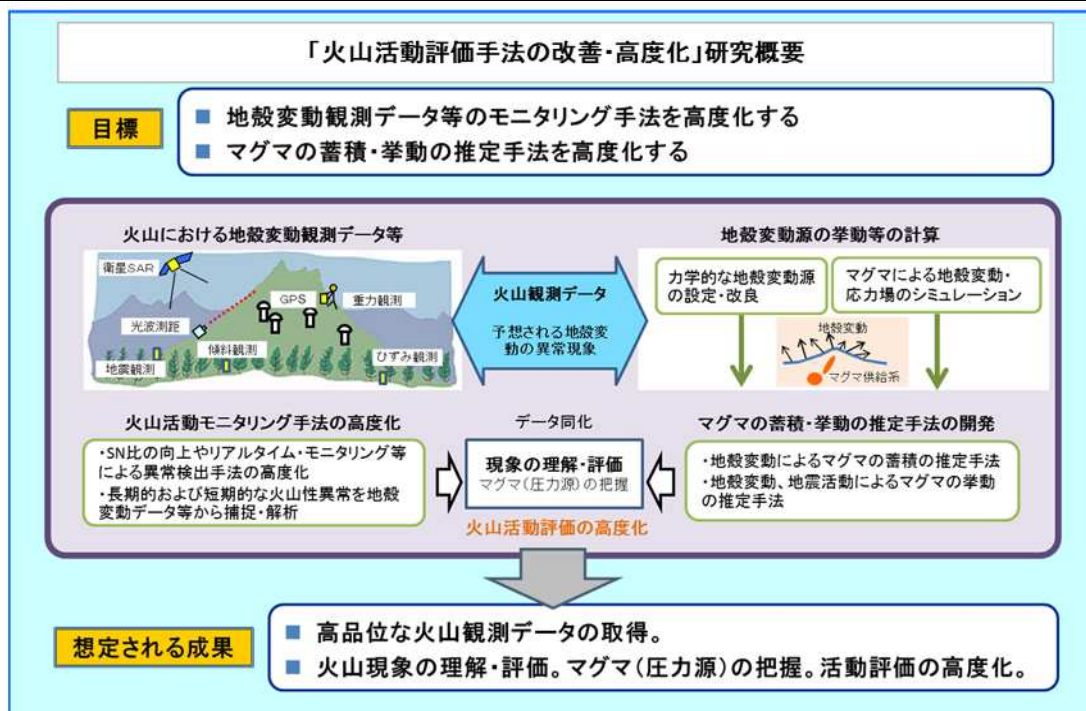 「火山活動評価手法の改善・高度化」研究概要
目標
■ 地殻変動観測データ等のモニタリング手法を高度化する
■ マグマの蓄積・挙動の推定手法を高度化する
火山における地殻変動観測データ等
衛星SAR
GPS
重力観測
光波測距
傾斜観測
ひずみ観測
地震観測
火山観測データ
予想される地殻変
動の異常現象
地殻変動源の挙動等の計算
力学的な地殻変動源
の設定・改良
マグマによる地殻変動・
応力場のシミュレーション
地殻変動
マグマ供給系
火山活動モニタリング手法の高度化
・SN比の向上やリアルタイム・モニタリング等
による異常検出手法の高度化
・長期的および短期的な火山性異常を地殻
変動データ等から捕捉・解析
データ同化
現象の理解・評価
マグマ(圧力源)の把握
火山活動評価の高度化
マグマの蓄積・挙動の推定手法の開発
・地殻変動によるマグマの蓄積の推定手法
・地殻変動、地震活動によるマグマの挙動
の推定手法
想定される成果
■ 高品位な火山観測データの取得。
■ 火山現象の理解・評価。マグマ(圧力源)の把握。活動評価の高度化。